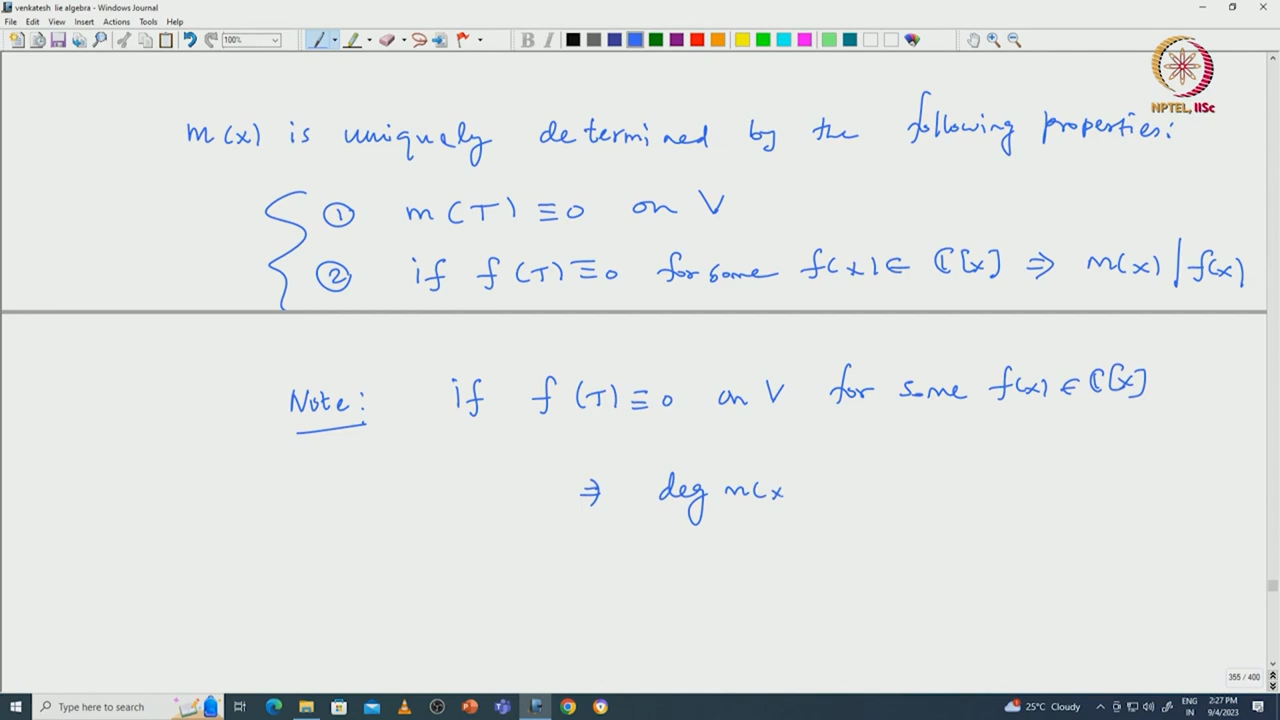 venkatesh lie algebra - Windows Journal
File Edit View Insert Actions Tools Help
100%
B I
NPTEL, IISc
m(x) is uniquely determined by the following properties:
① m(T) ≡ 0 on V
② if f(T) ≡ 0 for some f(x) ∈ ℂ[x] ⇒ m(x) | f(x)
Note: if f(T) ≡ 0 on V for some f(x) ∈ ℂ[x]
⇒ deg m(x
355 / 400
Type here to search
25°C Cloudy
ENG
IN
2:27 PM
9/4/2023